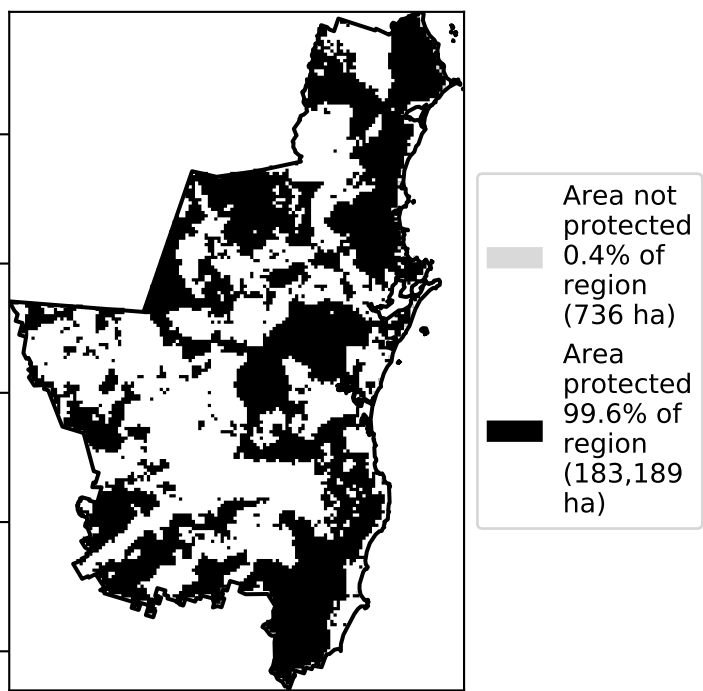 Area not
protected
0.4% of
region
(736 ha)
Area
protected
99.6% of
region
(183,189
ha)